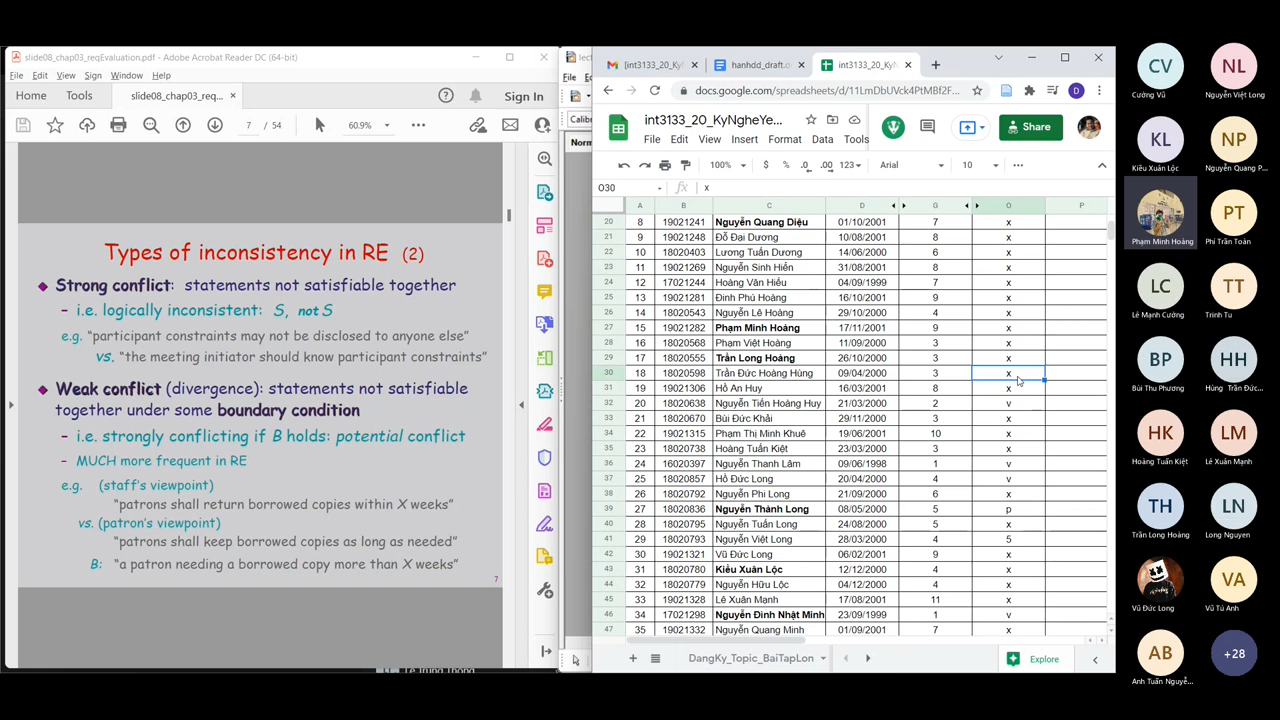 slide08_chap03_reqEvaluation.pdf - Adobe Acrobat Reader DC (64-bit)
File Edit View Sign Window Help
Home Tools slide08_chap03_req... × Sign In
7 / 54 60.9%
Types of inconsistency in RE (2)
Strong conflict: statements not satisfiable together
– i.e. logically inconsistent: S, not S
e.g. “participant constraints may not be disclosed to anyone else”
vs. “the meeting initiator should know participant constraints”
Weak conflict (divergence): statements not satisfiable
together under some boundary condition
– i.e. strongly conflicting if B holds: potential conflict
– MUCH more frequent in RE
e.g. (staff’s viewpoint)
“patrons shall return borrowed copies within X weeks”
vs. (patron’s viewpoint)
“patrons shall keep borrowed copies as long as needed”
B: “a patron needing a borrowed copy more than X weeks”
7
File
Calib
Norm
[int3133_20_KyN
hanhdd_draft.o
int3133_20_KyN
docs.google.com/spreadsheets/d/11LmDbUVck4PtMBf2F...
D
int3133_20_KyNgheYe...
File Edit View Insert Format Data Tools
Share
100% $ % .0 .00 123 Arial 10
O30 fx x
A B C D G O P
20 8 19021241 Nguyễn Quang Diệu 01/10/2001 7 x
21 9 19021248 Đỗ Đại Dương 10/08/2001 8 x
22 10 18020403 Lương Tuấn Dương 14/06/2000 6 x
23 11 19021269 Nguyễn Sinh Hiển 31/08/2001 8 x
24 12 17021244 Hoàng Văn Hiếu 04/09/1999 7 x
25 13 19021281 Đinh Phú Hoàng 16/10/2001 9 x
26 14 18020543 Nguyễn Lê Hoàng 29/10/2000 4 x
27 15 19021282 Phạm Minh Hoàng 17/11/2001 9 x
28 16 18020568 Phạm Việt Hoàng 11/09/2000 3 x
29 17 18020555 Trần Long Hoàng 26/10/2000 3 x
30 18 18020598 Trần Đức Hoàng Hùng 09/04/2000 3 x
31 19 19021306 Hồ An Huy 16/03/2001 8 x
32 20 18020638 Nguyễn Tiến Hoàng Huy 21/03/2000 2 v
33 21 18020670 Bùi Đức Khải 29/11/2000 3 x
34 22 19021315 Phạm Thị Minh Khuê 19/06/2001 10 x
35 23 18020738 Hoàng Tuấn Kiệt 23/03/2000 3 x
36 24 16020397 Nguyễn Thanh Lâm 09/06/1998 1 v
37 25 18020857 Hồ Đức Long 20/04/2000 4 v
38 26 18020792 Nguyễn Phi Long 21/09/2000 6 x
39 27 18020836 Nguyễn Thành Long 08/05/2000 5 p
40 28 18020795 Nguyễn Tuấn Long 24/08/2000 5 x
41 29 18020793 Nguyễn Việt Long 28/03/2000 4 5
42 30 19021321 Vũ Đức Long 06/02/2001 9 x
43 31 18020780 Kiều Xuân Lộc 12/12/2000 4 x
44 32 18020779 Nguyễn Hữu Lộc 04/12/2000 4 x
45 33 19021328 Lê Xuân Mạnh 17/08/2001 11 x
46 34 17021298 Nguyễn Đình Nhật Minh 23/09/1999 1 v
47 35 19021332 Nguyễn Quang Minh 01/09/2001 7 x
DangKy_Topic_BaiTapLon
Explore
Lê Trung Thông
CV NL
Cường Vũ Nguyễn Việt Long
KL NP
Kiều Xuân Lộc Nguyễn Quang P...
PT
Phạm Minh Hoàng Phí Trần Toàn
LC TT
Lê Mạnh Cường Trinh Tu
BP HH
Bùi Thu Phương Hùng Trần Đức...
HK LM
Hoàng Tuấn Kiệt Lê Xuân Mạnh
TH LN
Trần Long Hoàng Long Nguyen
VA
Vũ Đức Long Vũ Tú Anh
AB +28
Anh Tuấn Nguyễ...